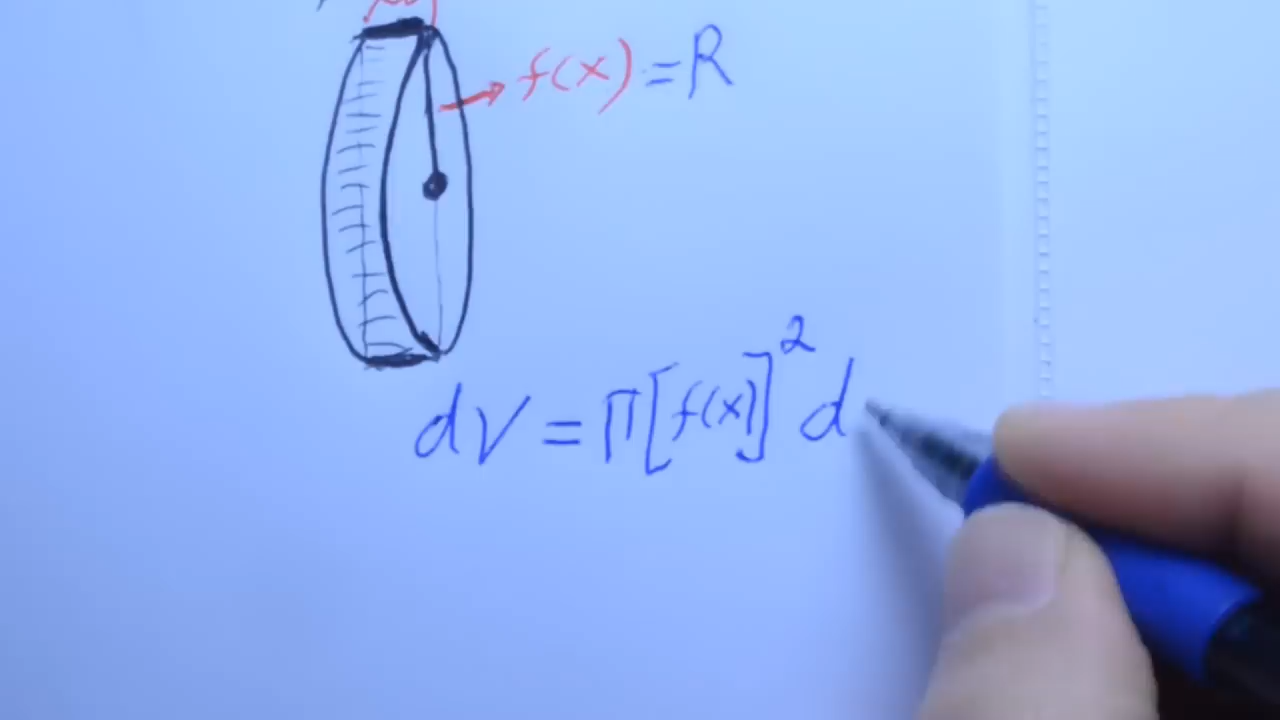 f(x) = R
dV = π[f(x)]² d